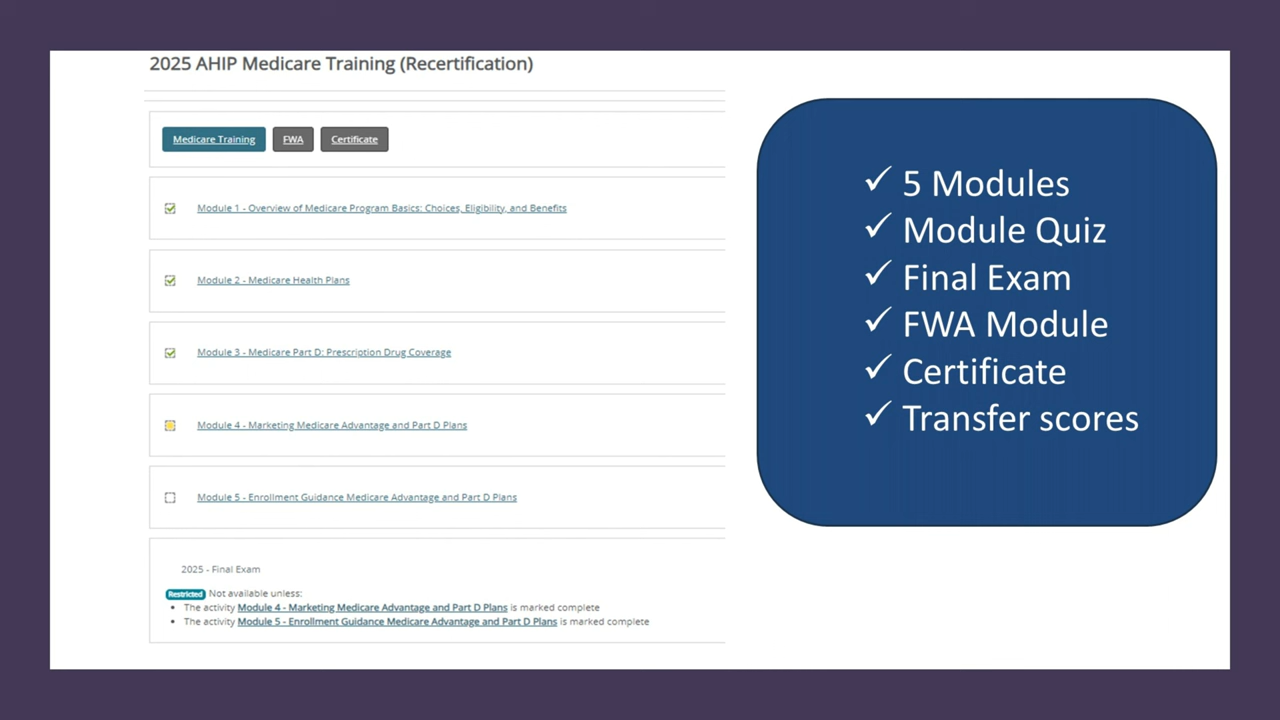 2025 AHIP Medicare Training (Recertification)
Medicare Training FWA Certificate
Module 1 - Overview of Medicare Program Basics: Choices, Eligibility, and Benefits
Module 2 - Medicare Health Plans
Module 3 - Medicare Part D: Prescription Drug Coverage
Module 4 - Marketing Medicare Advantage and Part D Plans
Module 5 - Enrollment Guidance Medicare Advantage and Part D Plans
2025 - Final Exam
Restricted Not available unless:
• The activity Module 4 - Marketing Medicare Advantage and Part D Plans is marked complete
• The activity Module 5 - Enrollment Guidance Medicare Advantage and Part D Plans is marked complete
✓ 5 Modules
✓ Module Quiz
✓ Final Exam
✓ FWA Module
✓ Certificate
✓ Transfer scores